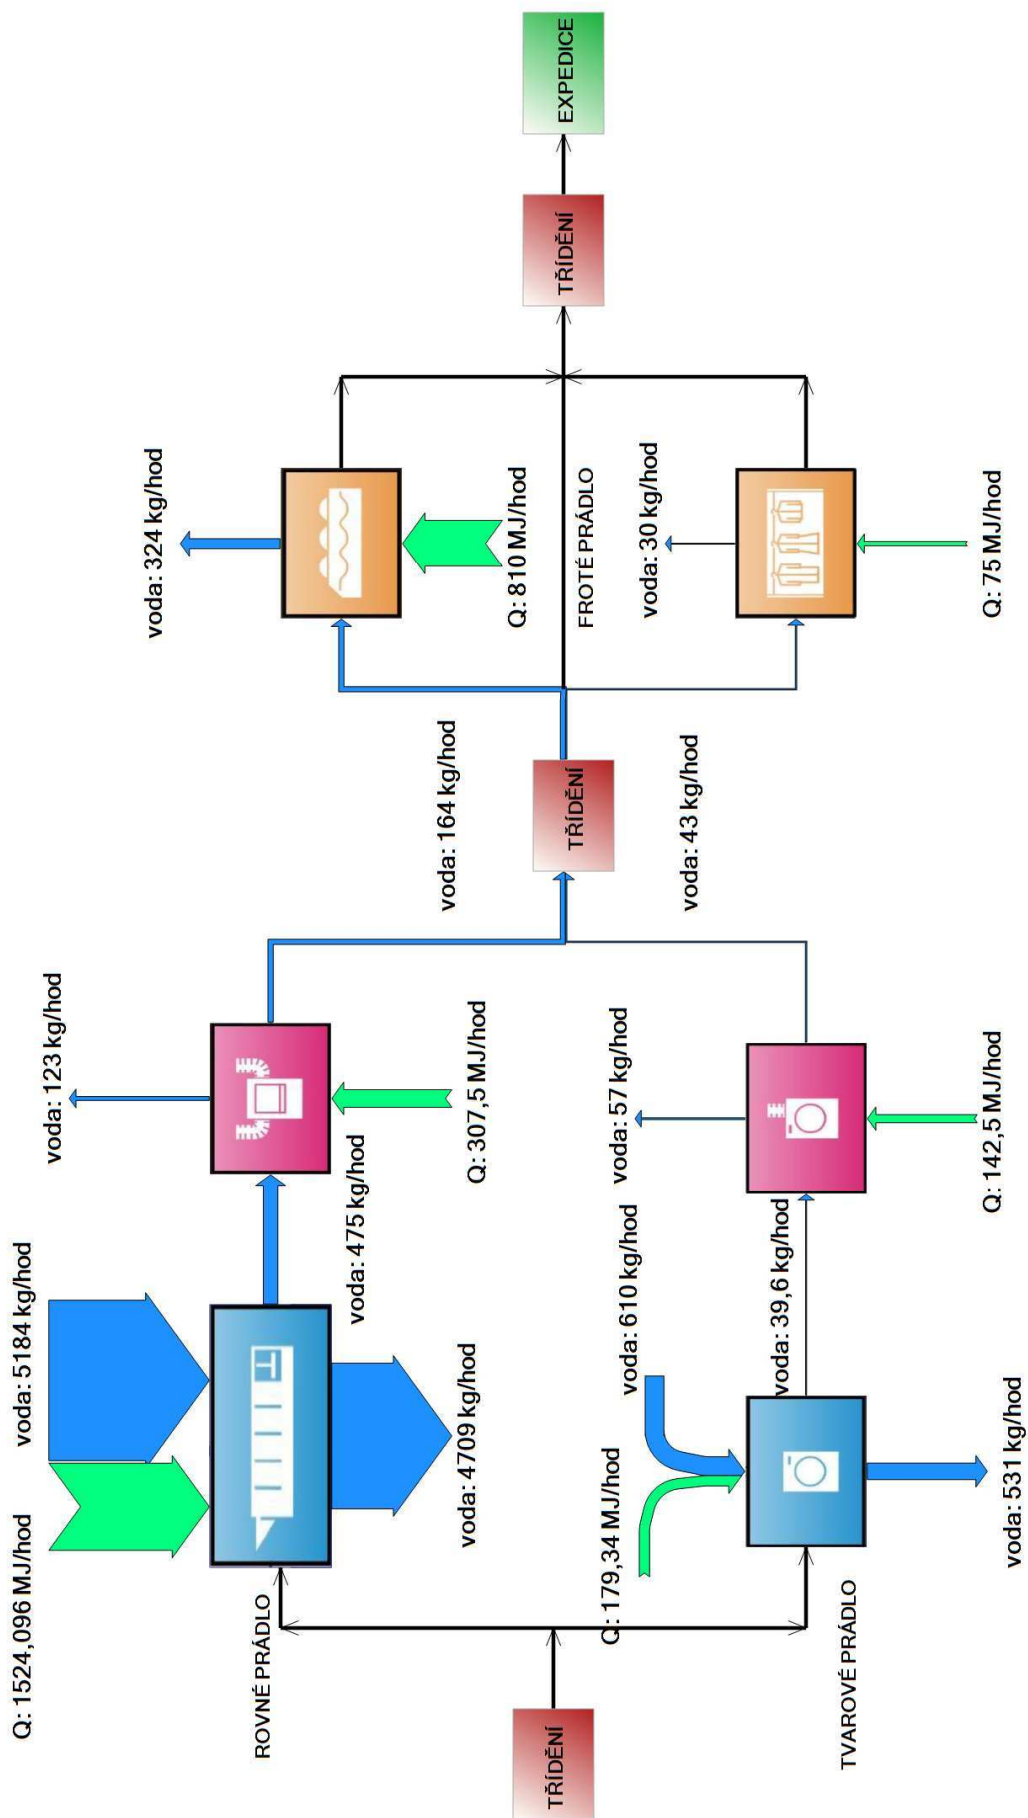 TŘÍDĚNÍ
ROVNÉ PRÁDLO
TVAROVÉ PRÁDLO
Q: 1524,096 MJ/hod
voda: 5184 kg/hod
voda: 4709 kg/hod
voda: 475 kg/hod
Q: 179,34 MJ/hod
voda: 610 kg/hod
voda: 531 kg/hod
voda: 39,6 kg/hod
voda: 123 kg/hod
Q: 307,5 MJ/hod
voda: 57 kg/hod
Q: 142,5 MJ/hod
voda: 164 kg/hod
TŘÍDĚNÍ
voda: 43 kg/hod
voda: 324 kg/hod
Q: 810 MJ/hod
FROTÉ PRÁDLO
voda: 30 kg/hod
Q: 75 MJ/hod
TŘÍDĚNÍ
EXPEDICE